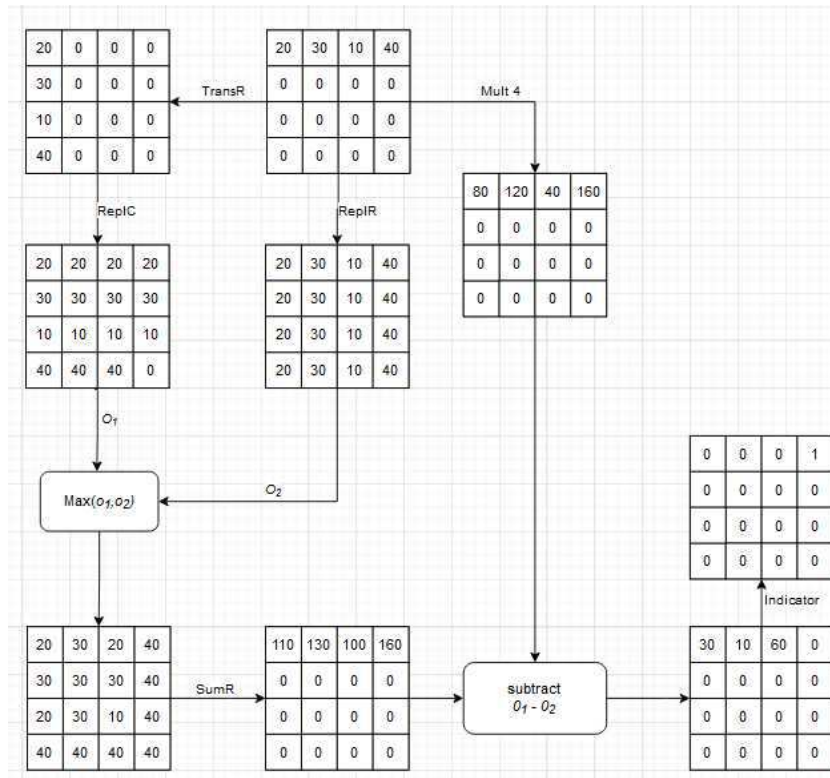 20 0 0 0
30 0 0 0
10 0 0 0
40 0 0 0
TransR
20 30 10 40
0 0 0 0
0 0 0 0
0 0 0 0
Mult 4
80 120 40 160
0 0 0 0
0 0 0 0
0 0 0 0
ReplC
ReplR
20 20 20 20
30 30 30 30
10 10 10 10
40 40 40 0
20 30 10 40
20 30 10 40
20 30 10 40
20 30 10 40
O1
O2
Max(o1,o2)
0 0 0 1
0 0 0 0
0 0 0 0
0 0 0 0
Indicator
20 30 20 40
30 30 30 40
20 30 10 40
40 40 40 40
SumR
110 130 100 160
0 0 0 0
0 0 0 0
0 0 0 0
subtract
O1 - O2
30 10 60 0
0 0 0 0
0 0 0 0
0 0 0 0